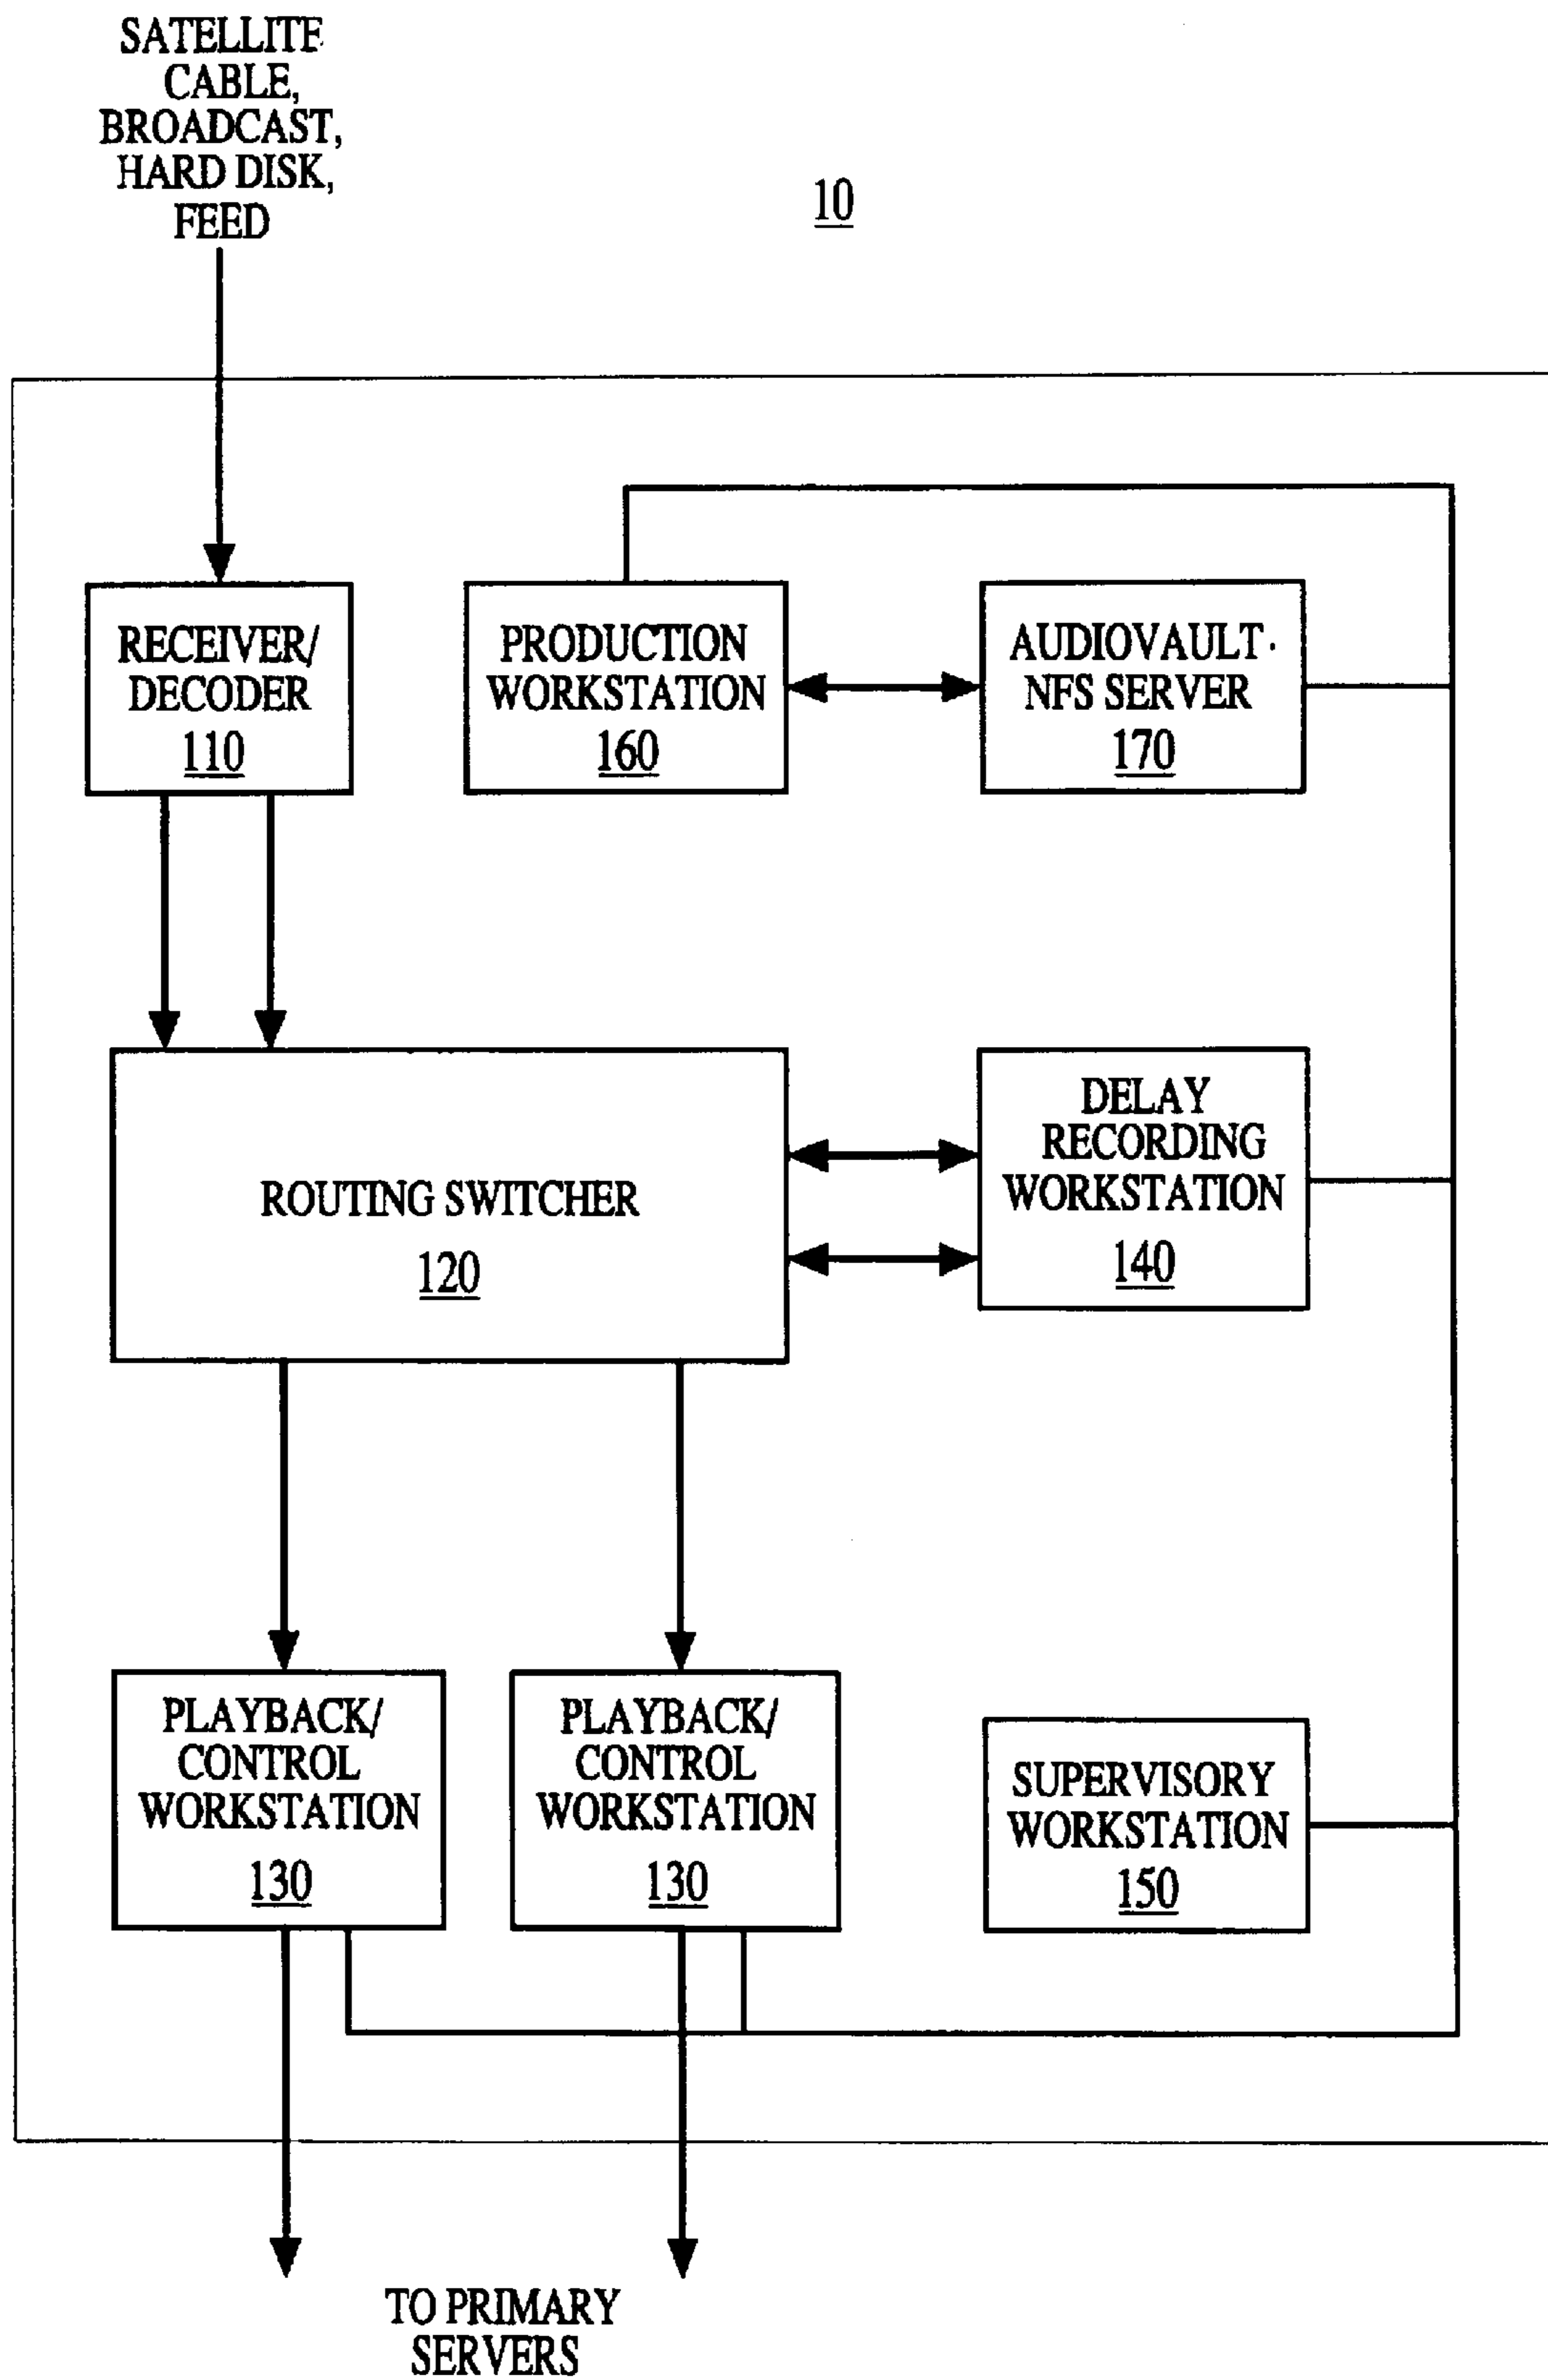 SATELLITE
CABLE,
BROADCAST,
HARD DISK,
FEED
10
RECEIVER/
DECODER
110
PRODUCTION
WORKSTATION
160
AUDIOVAULT-
NFS SERVER
170
ROUTING SWITCHER
120
DELAY
RECORDING
WORKSTATION
140
PLAYBACK/
CONTROL
WORKSTATION
130
PLAYBACK/
CONTROL
WORKSTATION
130
SUPERVISORY
WORKSTATION
150
TO PRIMARY
SERVERS